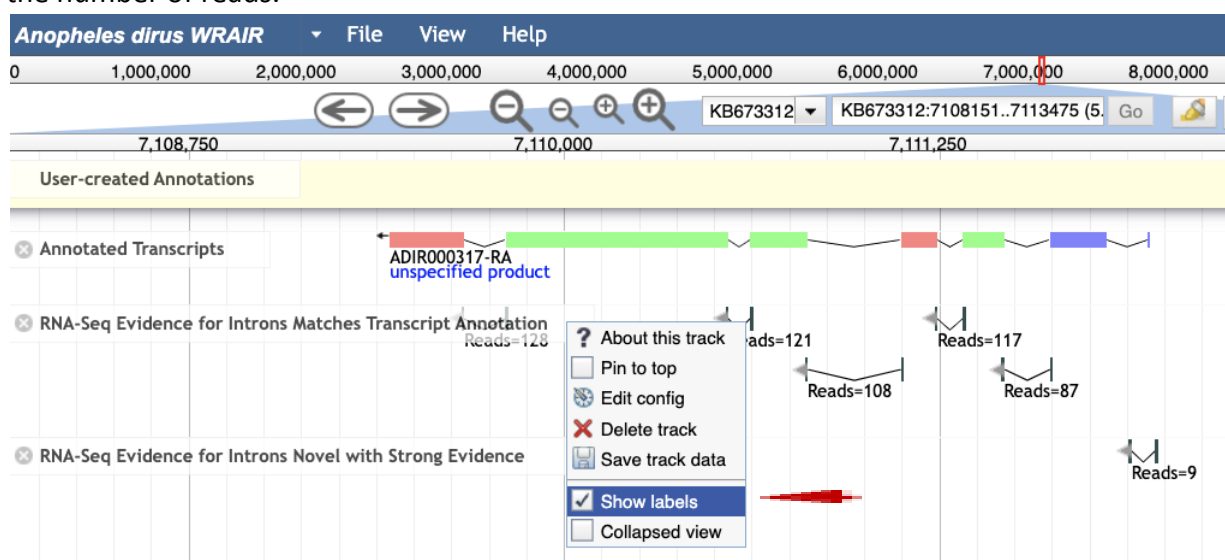 the number of reads.
Anopheles dirus WRAIR File View Help
0 1,000,000 2,000,000 3,000,000 4,000,000 5,000,000 6,000,000 7,000,000 8,000,000
KB673312 KB673312:7108151..7113475 (5. Go
7,108,750 7,110,000 7,111,250
User-created Annotations
Annotated Transcripts
ADIR000317-RA
unspecified product
RNA-Seq Evidence for Introns Matches Transcript Annotation
Reads=128 ads=121 Reads=117
Reads=108 Reads=87
? About this track
Pin to top
Edit config
Delete track
Save track data
Show labels
Collapsed view
RNA-Seq Evidence for Introns Novel with Strong Evidence
Reads=9